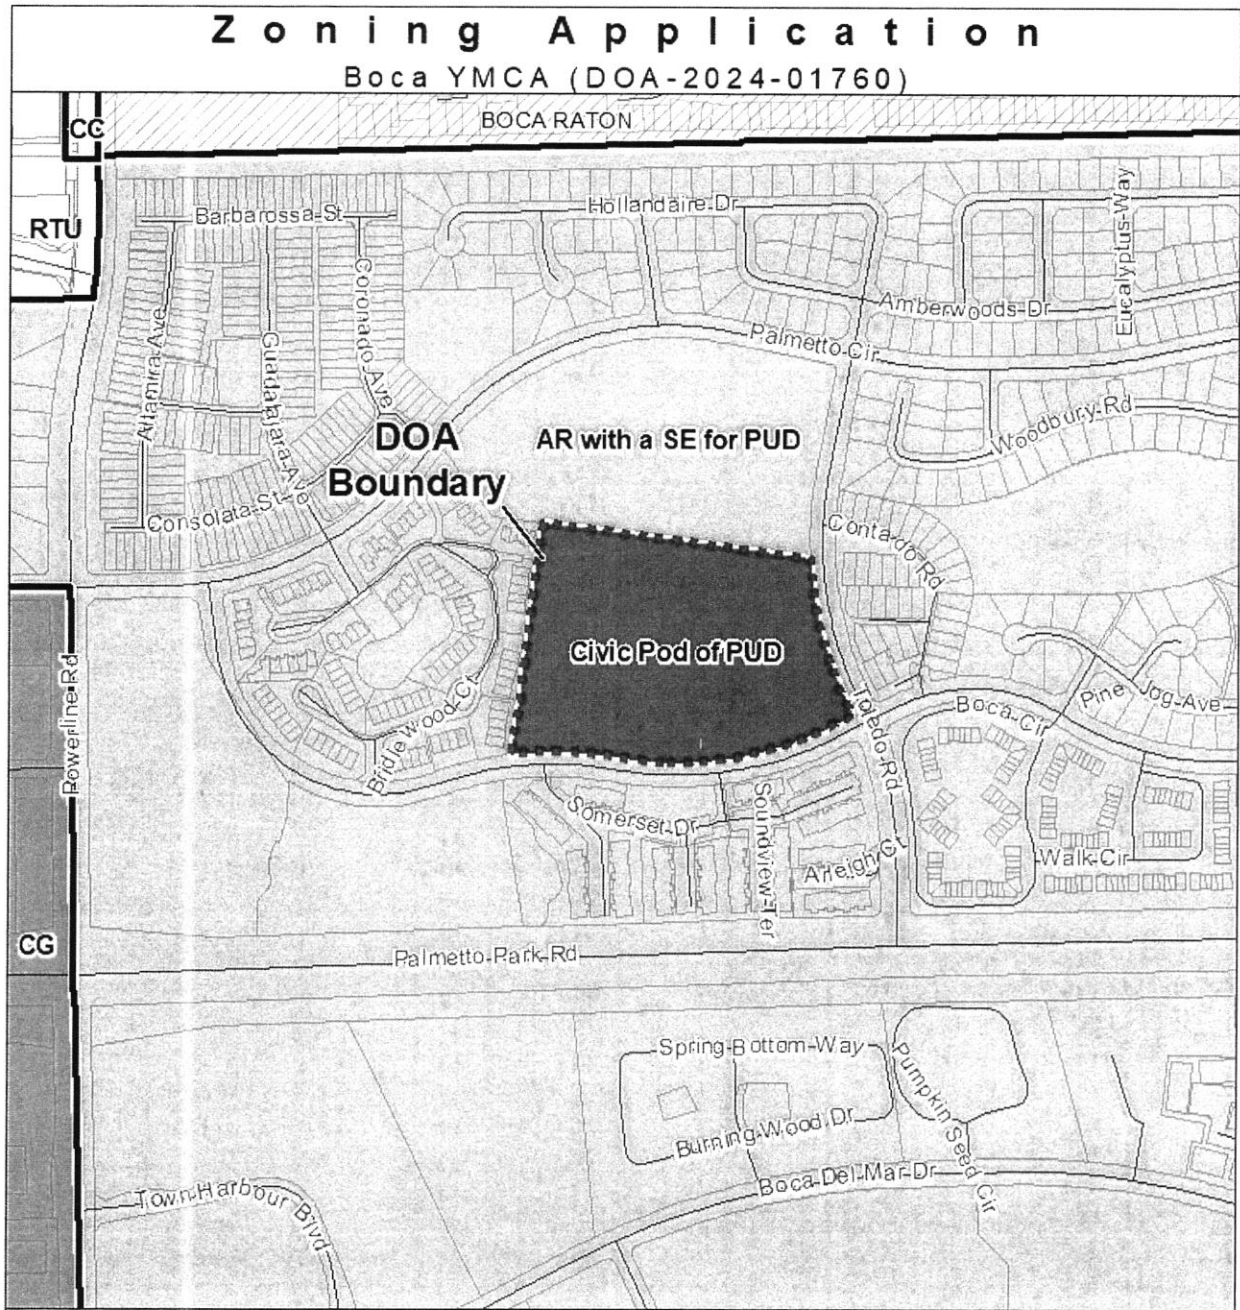 Zoning Application
Boca YMCA (DOA-2024-01760)
CC
BOCA RATON
RTU
Barbarossa St
Hollandaire Dr
Eucalyptus Way
Coronado Ave
Amberwoods Dr
Altamira Ave
Guadalajara Ave
Palmetto Cir
Woodbury Rd
DOA
Boundary
AR with a SE for PUD
Consolata St
Contado Rd
Civic Pod of PUD
Powerline Rd
Bridlewood Cir
Toledo Rd
Boca Cir
Pine Jog Ave
Somerset Dr
Soundview Ter
Arleigh Ct
Walk Cir
CG
Palmetto Park Rd
Spring Bottom Way
Pumpkin Seed Cir
Burning Wood Dr
Boca Del Mar Dr
Town Harbour Blvd